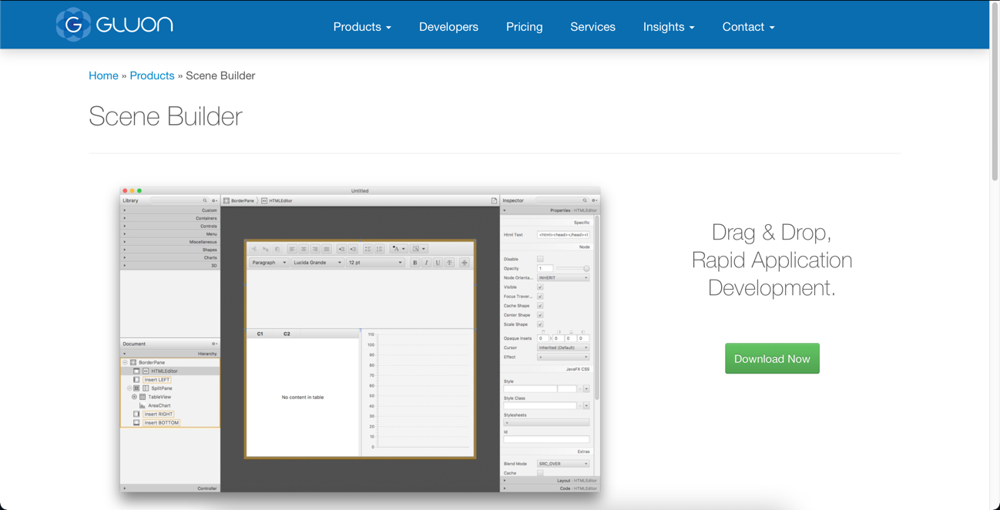 G GLUON
Products
Developers
Pricing
Services
Insights
Contact
Home » Products » Scene Builder
Scene Builder
Untitled
Library
Custom
Containers
Controls
Menu
Miscellaneous
Shapes
Charts
3D
Document
Hierarchy
BorderPane
HTMLEditor
insert LEFT
SplitPane
TableView
AreaChart
insert RIGHT
insert BOTTOM
Controller
BorderPane
HTMLEditor
Paragraph
Lucida Grande
12 pt
B I U
C1 C2
No content in table
110
100
90
80
70
60
50
40
30
20
10
0
Inspector
Properties : HTMLEditor
Specific
Html Text <html><head></head><l
Node
Disable
Opacity 1
Node Orienta... INHERIT
Visible
Focus Traver...
Cache Shape
Center Shape
Scale Shape
Opaque Insets 0 0 0 0
Cursor Inherited (Default)
Effect +
JavaFX CSS
Style
Style Class
Stylesheets
+
Id
Extras
Blend Mode SRC_OVER
Cache
Layout : HTMLEditor
Code : HTMLEditor
Drag & Drop,
Rapid Application
Development.
Download Now